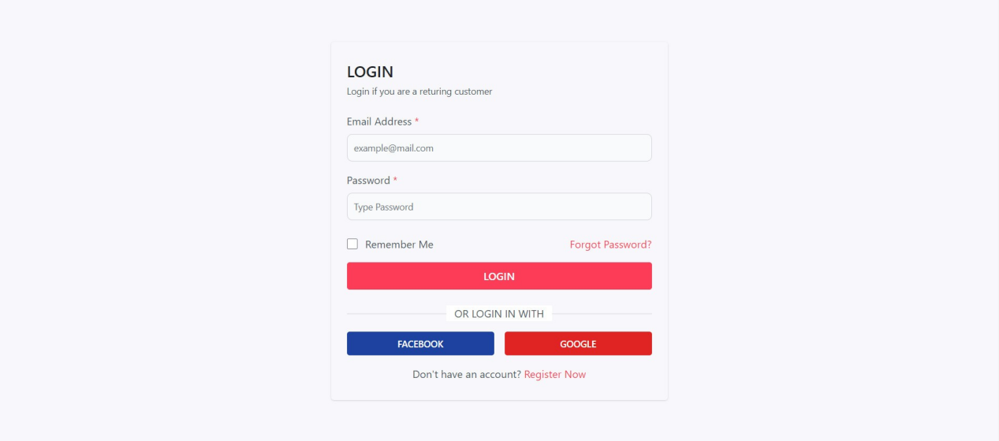 LOGIN
Login if you are a returing customer
Email Address *
example@mail.com
Password *
Type Password
Remember Me
Forgot Password?
LOGIN
OR LOGIN IN WITH
FACEBOOK
GOOGLE
Don't have an account? Register Now